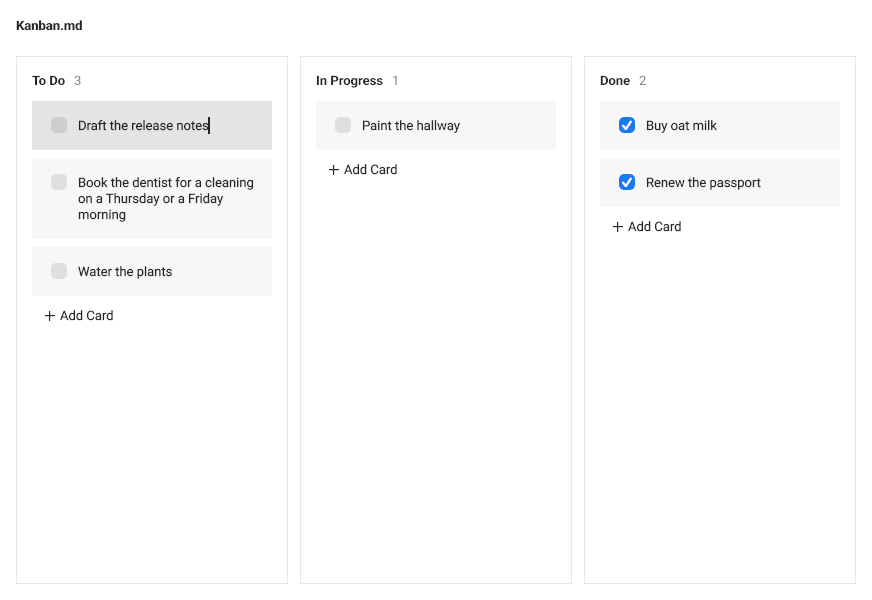 Kanban.md
To Do 3
Draft the release notes
Book the dentist for a cleaning
on a Thursday or a Friday
morning
Water the plants
+ Add Card
In Progress 1
Paint the hallway
+ Add Card
Done 2
Buy oat milk
Renew the passport
+ Add Card